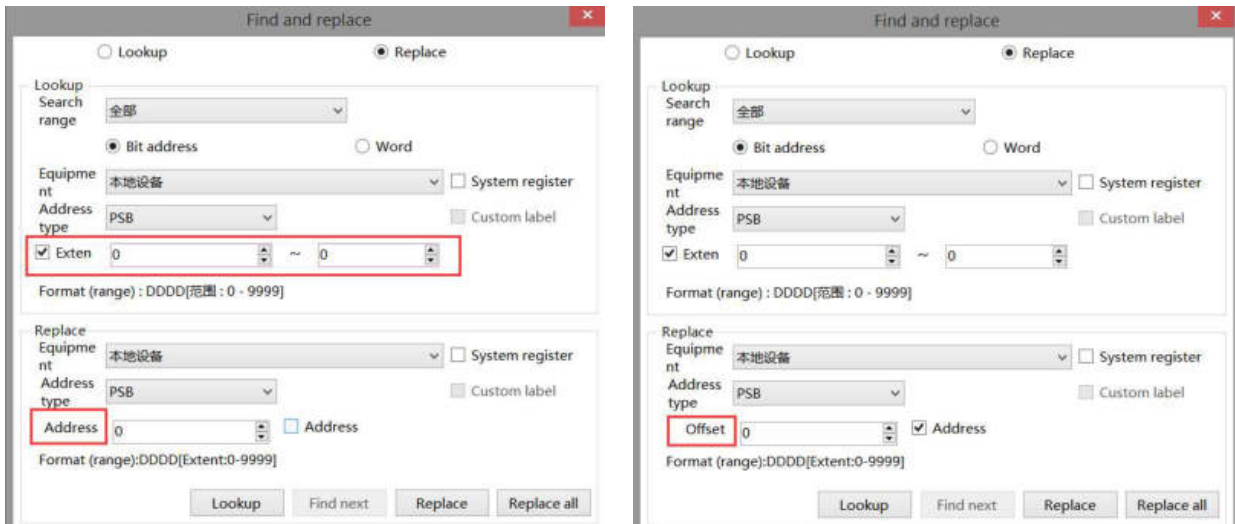 Find and replace
Lookup Replace
Lookup
Search
range
全部
Bit address Word
Equipme
nt
本地设备
System register
Address
type
PSB
Custom label
Exten 0 ~ 0
Format (range) : DDDD[范围 : 0 - 9999]
Replace
Equipme
nt
本地设备
System register
Address
type
PSB
Custom label
Address 0 Address
Format (range):DDDD[Extent:0-9999]
Lookup Find next Replace Replace all
Find and replace
Lookup Replace
Lookup
Search
range
全部
Bit address Word
Equipme
nt
本地设备
System register
Address
type
PSB
Custom label
Exten 0 ~ 0
Format (range) : DDDD[范围 : 0 - 9999]
Replace
Equipme
nt
本地设备
System register
Address
type
PSB
Custom label
Offset 0 Address
Format (range):DDDD[Extent:0-9999]
Lookup Find next Replace Replace all